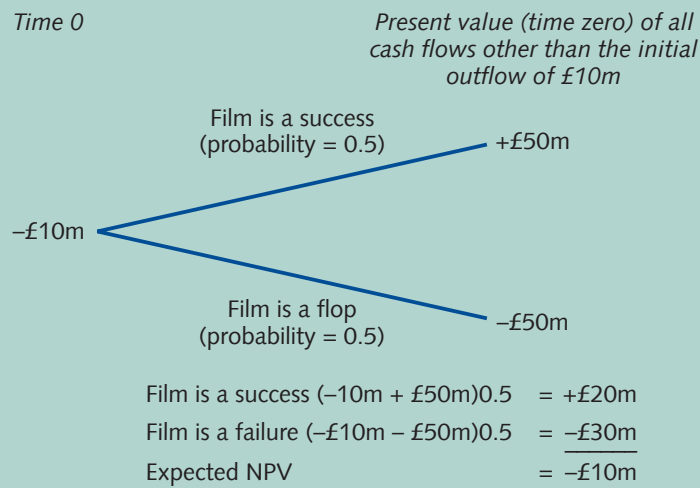 Time 0
Present value (time zero) of all
cash flows other than the initial
outflow of £10m
Film is a success
(probability = 0.5)
+£50m
–£10m
Film is a flop
(probability = 0.5)
–£50m
Film is a success (–10m + £50m)0.5 = +£20m
Film is a failure (–£10m – £50m)0.5 = –£30m
Expected NPV = –£10m